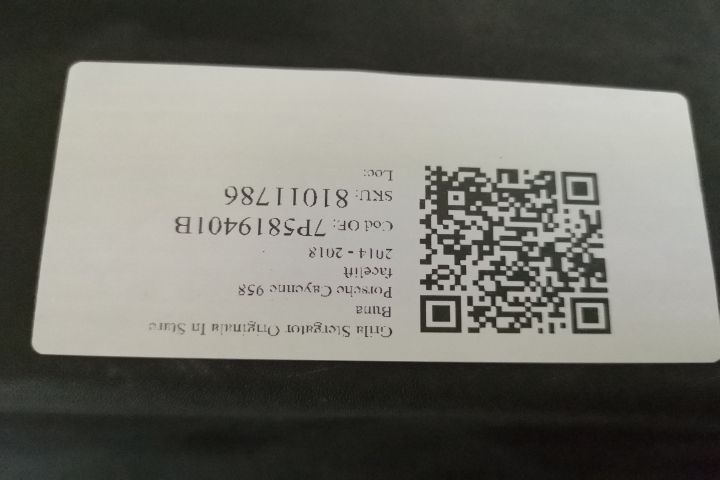 Grila Stergator Originala In Stare
Buna
Porsche Cayenne 958
facelift
2014 - 2018
Cod OE: 7P5819401B
SKU: 81011786
Loc: